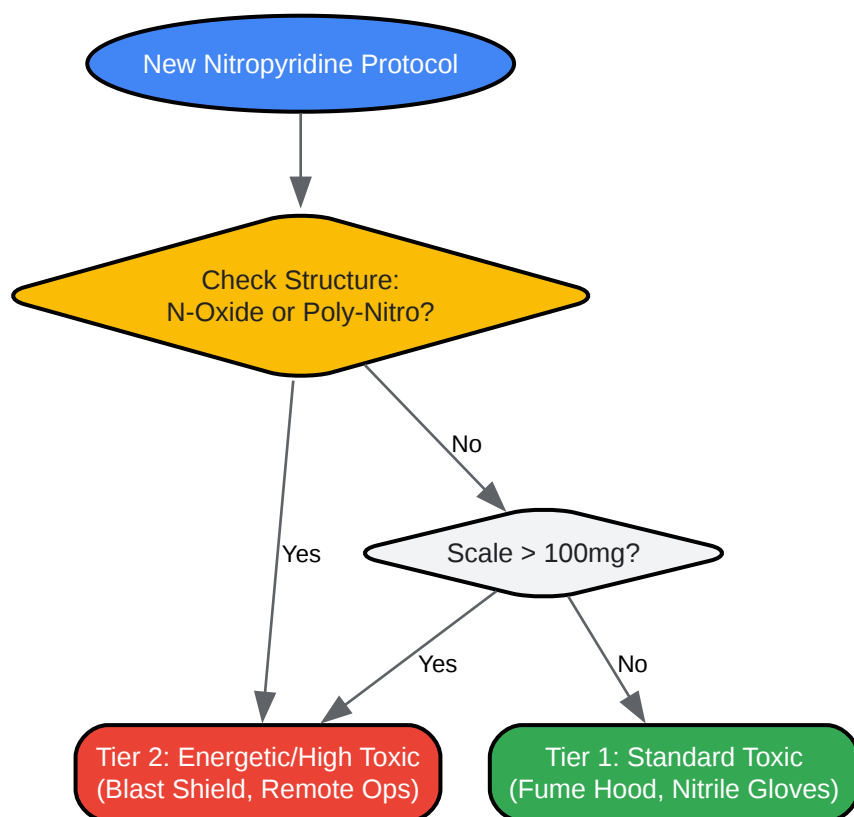 New Nitropyridine Protocol
Check Structure:
N-Oxide or Poly-Nitro?
No
Scale > 100mg?
Yes
Yes
No
Tier 2: Energetic/High Toxic
(Blast Shield, Remote Ops)
Tier 1: Standard Toxic
(Fume Hood, Nitrile Gloves)